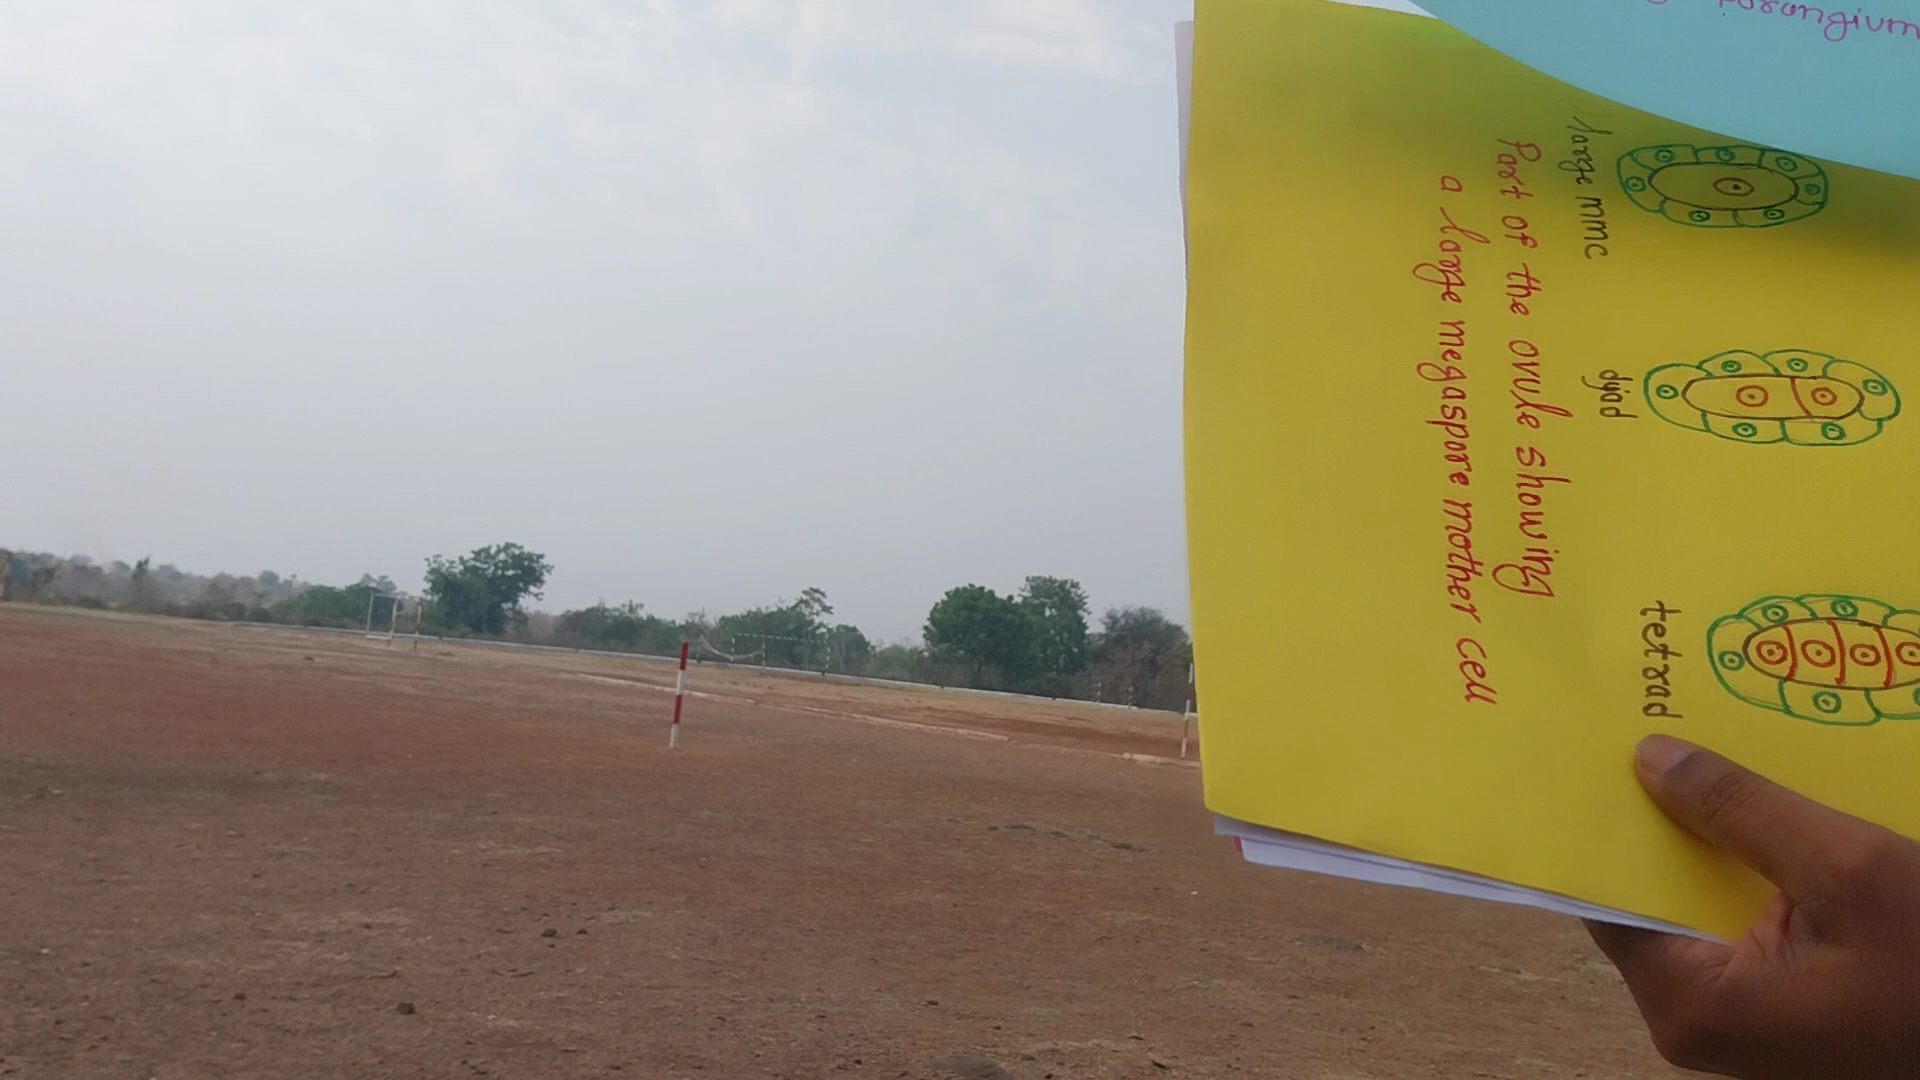 large mmc
dyad
tetrad
Part of the ovule showing
a large megaspore mother cell